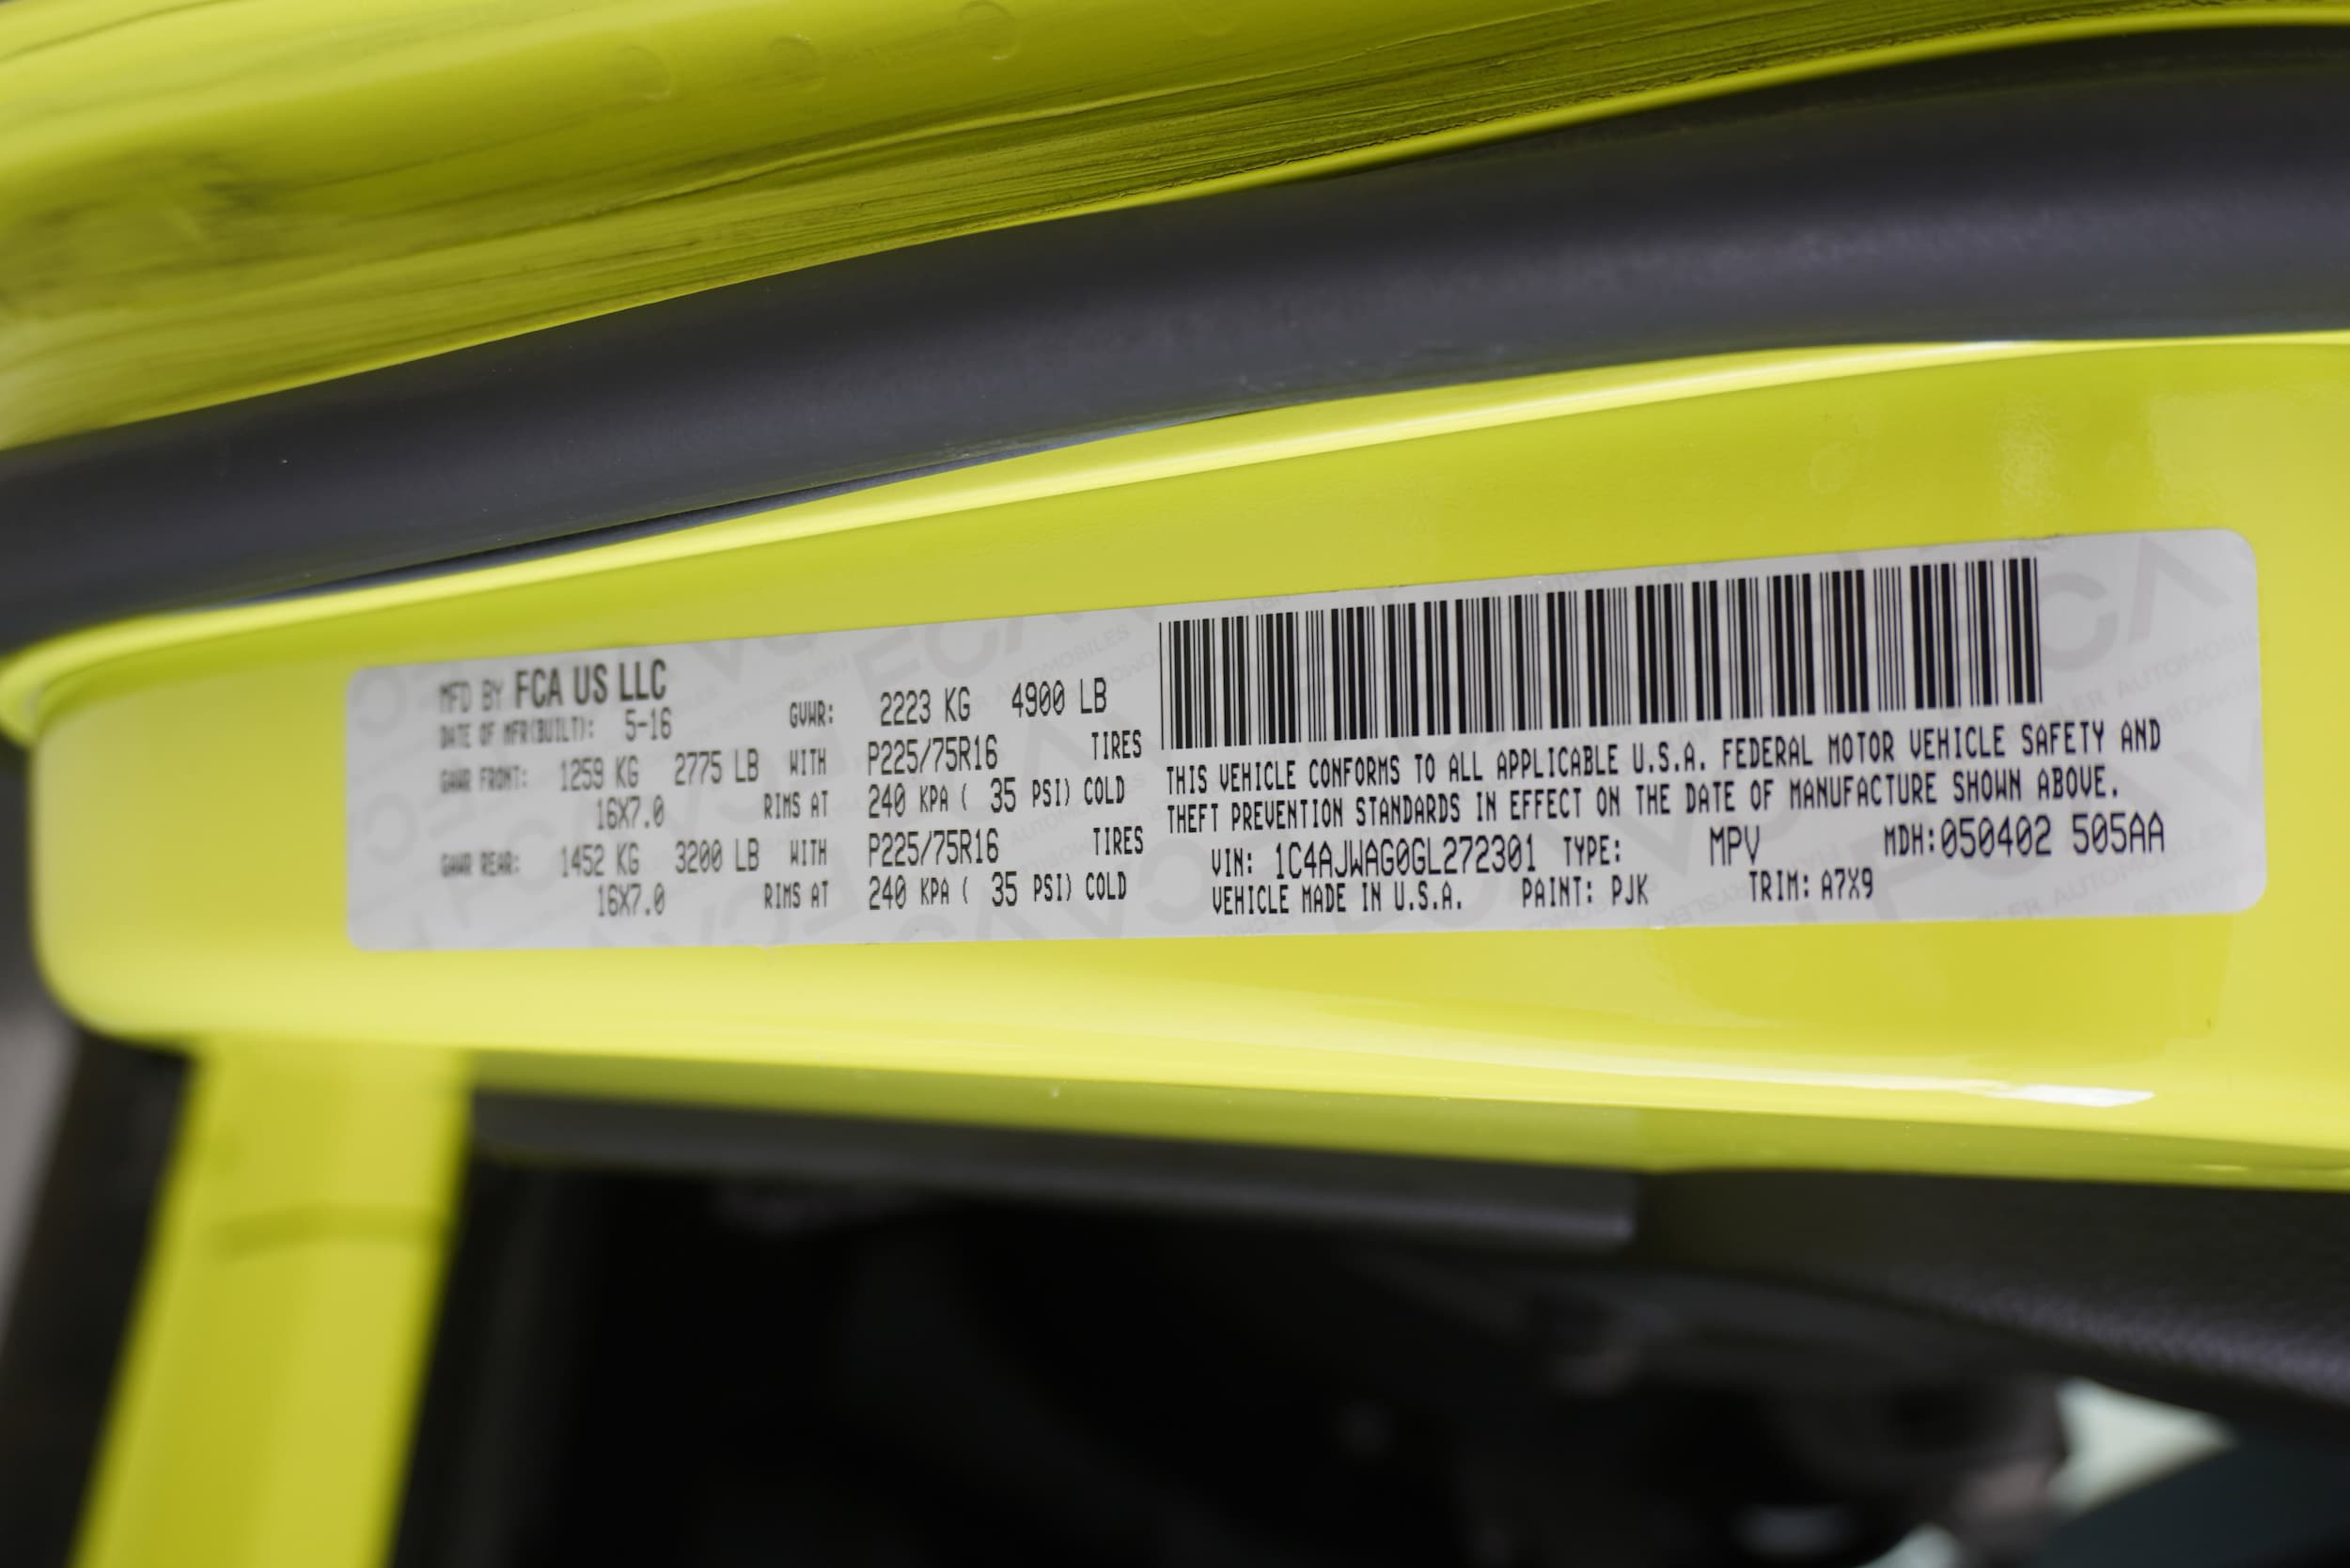 MFD BY FCA US LLC
DATE OF MFR(BUILT): 5-16 GVWR: 2223 KG 4900 LB
GAWR FRONT: 1259 KG 2775 LB WITH P225/75R16 TIRES
16X7.0 RIMS AT 240 KPA ( 35 PSI) COLD
GAWR REAR: 1452 KG 3200 LB WITH P225/75R16 TIRES
16X7.0 RIMS AT 240 KPA ( 35 PSI) COLD
THIS VEHICLE CONFORMS TO ALL APPLICABLE U.S.A. FEDERAL MOTOR VEHICLE SAFETY AND
THEFT PREVENTION STANDARDS IN EFFECT ON THE DATE OF MANUFACTURE SHOWN ABOVE.
VIN: 1C4AJWAG0GL272301 TYPE: MPV MDH:050402 505AA
VEHICLE MADE IN U.S.A. PAINT: PJK TRIM: A7X9